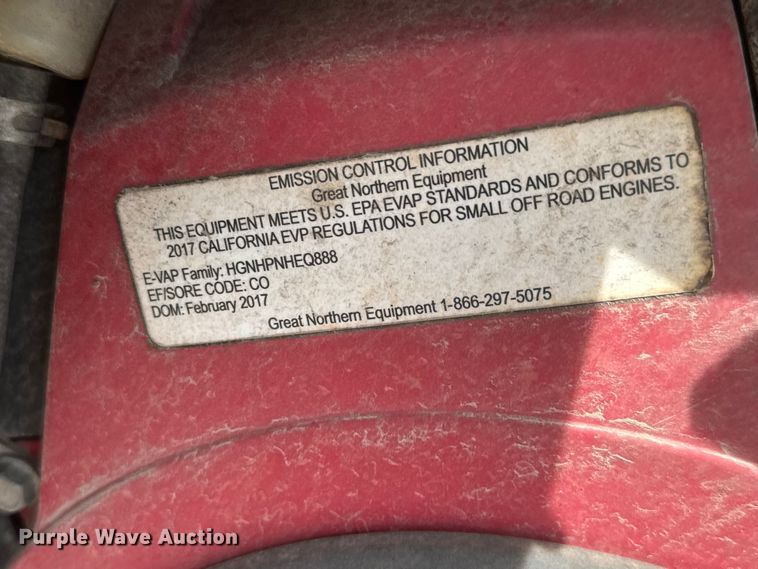 EMISSION CONTROL INFORMATION
Great Northern Equipment
THIS EQUIPMENT MEETS U.S. EPA EVAP STANDARDS AND CONFORMS TO
2017 CALIFORNIA EVP REGULATIONS FOR SMALL OFF ROAD ENGINES.
E-VAP Family: HGNHPNHEQ888
EF/SORE CODE: CO
DOM: February 2017
Great Northern Equipment 1-866-297-5075
Purple Wave Auction